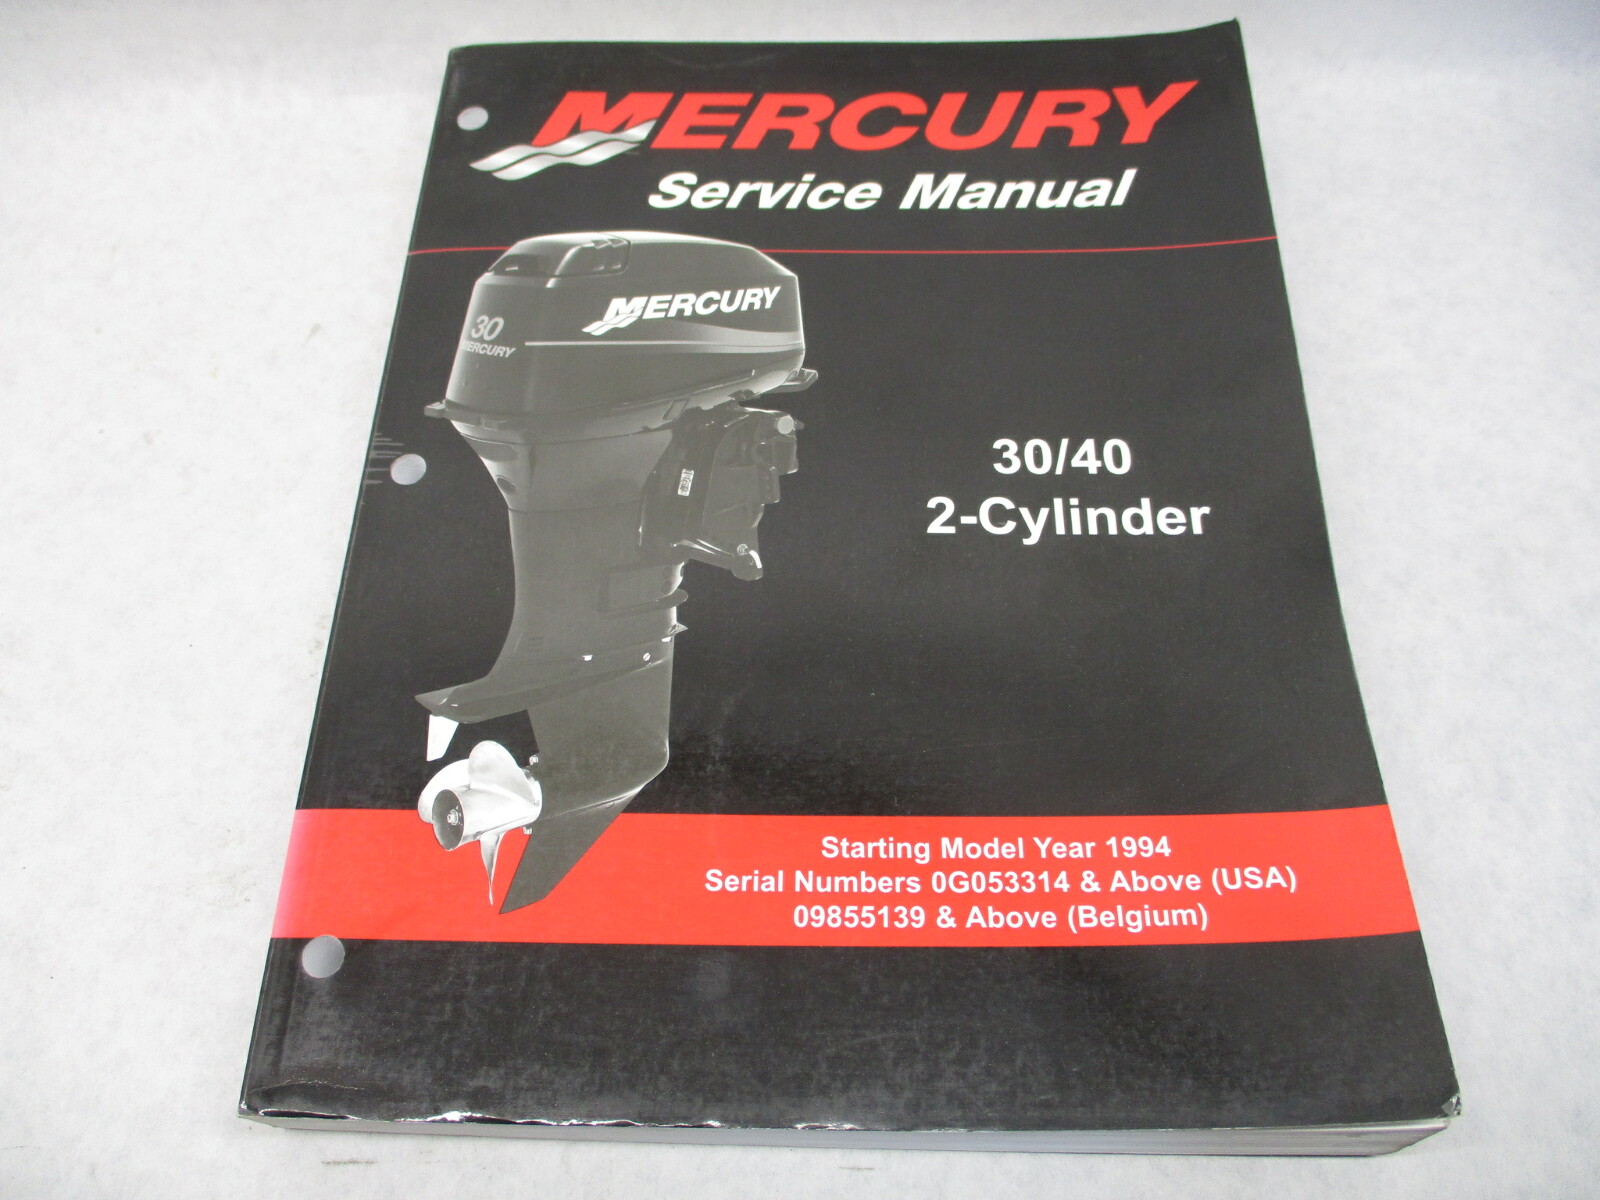 MERCURY
Service Manual
MERCURY
30
MERCURY
30/40
2-Cylinder
Starting Model Year 1994
Serial Numbers 0G053314 & Above (USA)
09855139 & Above (Belgium)